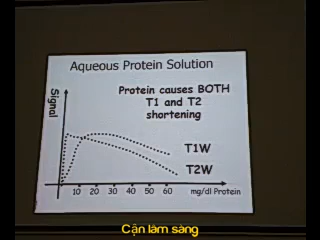 Aqueous Protein Solution
Protein causes BOTH
T1 and T2
shortening
Signal
T1W
T2W
10 20 30 40 50 60 mg/dl Protein
Cận lâm sàng